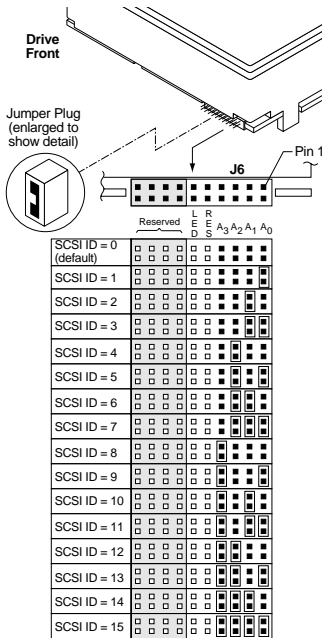 Drive
Front
Jumper Plug
(enlarged to
show detail)
Pin 1
J6
Reserved
LED
RES
A3 A2 A1 A0
SCSI ID = 0
(default)
SCSI ID = 1
SCSI ID = 2
SCSI ID = 3
SCSI ID = 4
SCSI ID = 5
SCSI ID = 6
SCSI ID = 7
SCSI ID = 8
SCSI ID = 9
SCSI ID = 10
SCSI ID = 11
SCSI ID = 12
SCSI ID = 13
SCSI ID = 14
SCSI ID = 15